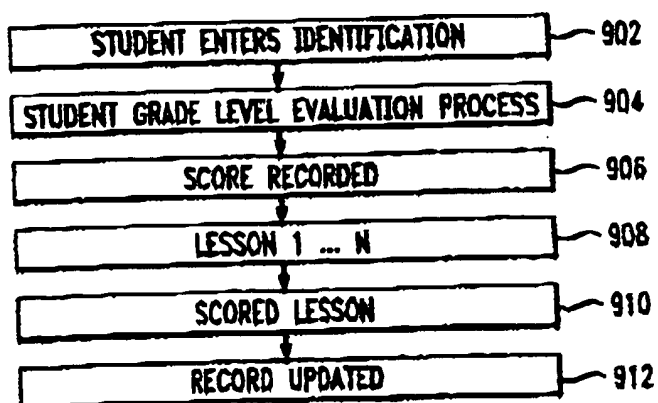 STUDENT ENTERS IDENTIFICATION 902
STUDENT GRADE LEVEL EVALUATION PROCESS 904
SCORE RECORDED 906
LESSON 1 ... N 908
SCORED LESSON 910
RECORD UPDATED 912